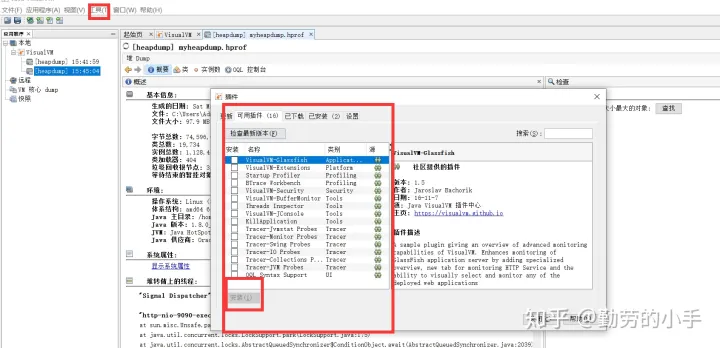 文件(F) 应用程序(A) 视图(V) 工具(T) 窗口(W) 帮助(H)
应用程序
本地
VisualVM
[heapdump] 15:41:59
[heapdump] 15:45:04
远程
VM 核心 dump
快照
起始页 VisualVM [heapdump] myheapdump.hprof
[heapdump] myheapdump.hprof
堆 Dump
概要 类 实例数 OQL 控制台
概述
检查
查找
基本信息:
生成的日期: Sat M
文件: C:\Users\Ad
文件大小: 97.9 MB
字节总数: 74,596,
类总数: 19,734
实例总数: 1,128,4
类加载器: 404
垃圾回收根节点: 3
等待结束的暂挂对象
环境:
操作系统: Linux (
体系结构: amd64 6
Java 主目录: /hom
Java 版本: 1.8.0_
JVM: Java HotSpot
Java 供应商: Orac
系统属性:
显示系统属性
堆转储上的线程:
"Signal Dispatcher"
"http-nio-9090-exec
at sun.misc.Unsafe.pa
at java.util.concurrent.locks.LockSupport.park(LockSupport.java:175)
at java.util.concurrent.locks.AbstractQueuedSynchronizer$ConditionObject.await(AbstractQueuedSynchronizer.java:2039)
插件
更新 可用插件 (16) 已下载 已安装 (2) 设置
检查最新版本(R)
搜索(S):
安装 名称 类别 源
VisualVM-Glassfish Applicat...
VisualVM-Extensions Platform
Startup Profiler Profiling
BTrace Workbench Profiling
VisualVM-Security Security
VisualVM-BufferMonitor Tools
Threads Inspector Tools
VisualVM-JConsole Tools
KillApplication Tools
Tracer-Jvmstat Probes Tracer
Tracer-Monitor Probes Tracer
Tracer-Swing Probes Tracer
Tracer-IO Probes Tracer
Tracer-Collections P... Tracer
Tracer-JVM Probes Tracer
OQL Syntax Support UI
安装(I)
VisualVM-Glassfish
社区提供的插件
版本: 1.5
作者: Jaroslav Bachorik
日期: 16-11-7
源: Java VisualVM 插件中心
主页: https://visualvm.github.io
插件描述
A sample plugin giving an overview of advanced monitoring
capabilities of VisualVM. Enhances monitoring of
GlassFish application server by adding specialized
overview, new tab for monitoring HTTP Service and the
ability to visually select and monitor any of the
deployed web applications
知乎 @勤劳的小手